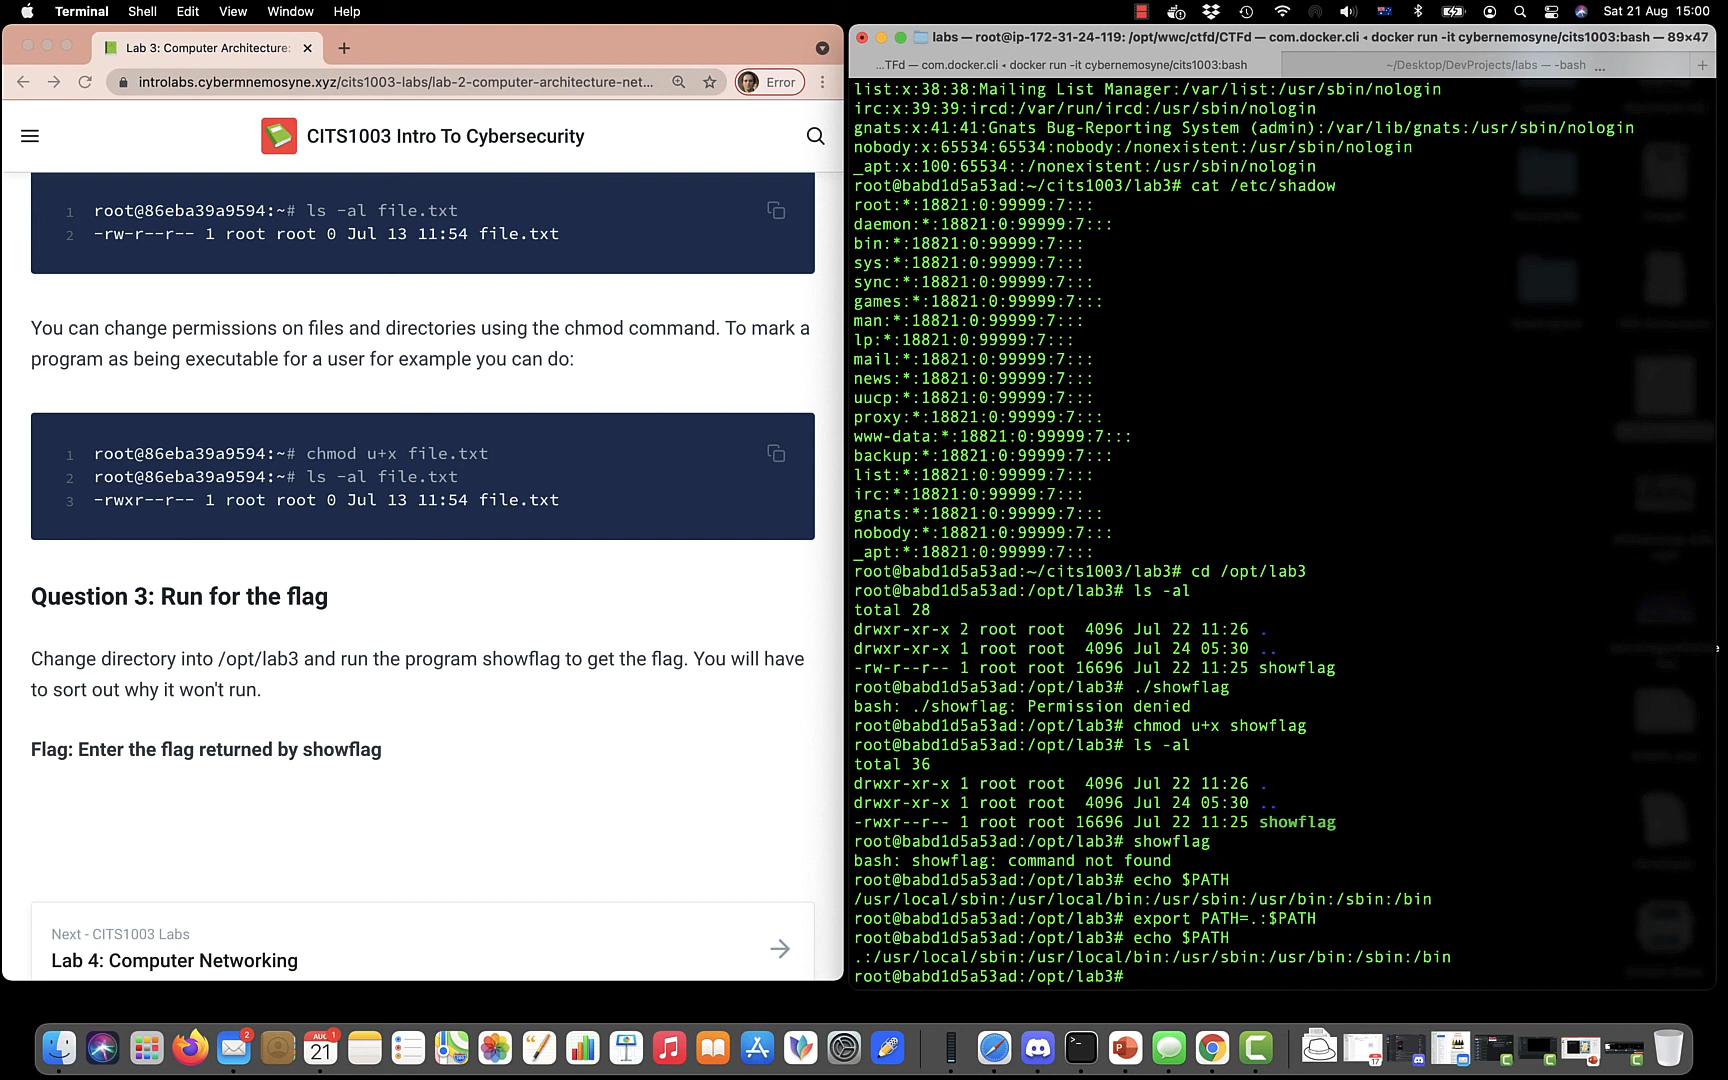 Terminal Shell Edit View Window Help
Sat 21 Aug 15:00
Lab 3: Computer Architecture:
introlabs.cybermnemosyne.xyz/cits1003-labs/lab-2-computer-architecture-net...
Error
CITS1003 Intro To Cybersecurity
1 root@86eba39a9594:~# ls -al file.txt
2 -rw-r--r-- 1 root root 0 Jul 13 11:54 file.txt
You can change permissions on files and directories using the chmod command. To mark a
program as being executable for a user for example you can do:
1 root@86eba39a9594:~# chmod u+x file.txt
2 root@86eba39a9594:~# ls -al file.txt
3 -rwxr--r-- 1 root root 0 Jul 13 11:54 file.txt
Question 3: Run for the flag
Change directory into /opt/lab3 and run the program showflag to get the flag. You will have
to sort out why it won't run.
Flag: Enter the flag returned by showflag
Next - CITS1003 Labs
Lab 4: Computer Networking
labs — root@ip-172-31-24-119: /opt/wwc/ctfd/CTFd — com.docker.cli ◂ docker run -it cybernemosyne/cits1003:bash — 89×47
...TFd — com.docker.cli ◂ docker run -it cybernemosyne/cits1003:bash
~/Desktop/DevProjects/labs — -bash ...
list:x:38:38:Mailing List Manager:/var/list:/usr/sbin/nologin
irc:x:39:39:ircd:/var/run/ircd:/usr/sbin/nologin
gnats:x:41:41:Gnats Bug-Reporting System (admin):/var/lib/gnats:/usr/sbin/nologin
nobody:x:65534:65534:nobody:/nonexistent:/usr/sbin/nologin
_apt:x:100:65534::/nonexistent:/usr/sbin/nologin
root@babd1d5a53ad:~/cits1003/lab3# cat /etc/shadow
root:*:18821:0:99999:7:::
daemon:*:18821:0:99999:7:::
bin:*:18821:0:99999:7:::
sys:*:18821:0:99999:7:::
sync:*:18821:0:99999:7:::
games:*:18821:0:99999:7:::
man:*:18821:0:99999:7:::
lp:*:18821:0:99999:7:::
mail:*:18821:0:99999:7:::
news:*:18821:0:99999:7:::
uucp:*:18821:0:99999:7:::
proxy:*:18821:0:99999:7:::
www-data:*:18821:0:99999:7:::
backup:*:18821:0:99999:7:::
list:*:18821:0:99999:7:::
irc:*:18821:0:99999:7:::
gnats:*:18821:0:99999:7:::
nobody:*:18821:0:99999:7:::
_apt:*:18821:0:99999:7:::
root@babd1d5a53ad:~/cits1003/lab3# cd /opt/lab3
root@babd1d5a53ad:/opt/lab3# ls -al
total 28
drwxr-xr-x 2 root root  4096 Jul 22 11:26 .
drwxr-xr-x 1 root root  4096 Jul 24 05:30 ..
-rw-r--r-- 1 root root 16696 Jul 22 11:25 showflag
root@babd1d5a53ad:/opt/lab3# ./showflag
bash: ./showflag: Permission denied
root@babd1d5a53ad:/opt/lab3# chmod u+x showflag
root@babd1d5a53ad:/opt/lab3# ls -al
total 36
drwxr-xr-x 1 root root  4096 Jul 22 11:26 .
drwxr-xr-x 1 root root  4096 Jul 24 05:30 ..
-rwxr--r-- 1 root root 16696 Jul 22 11:25 showflag
root@babd1d5a53ad:/opt/lab3# showflag
bash: showflag: command not found
root@babd1d5a53ad:/opt/lab3# echo $PATH
/usr/local/sbin:/usr/local/bin:/usr/sbin:/usr/bin:/sbin:/bin
root@babd1d5a53ad:/opt/lab3# export PATH=.:$PATH
root@babd1d5a53ad:/opt/lab3# echo $PATH
.:/usr/local/sbin:/usr/local/bin:/usr/sbin:/usr/bin:/sbin:/bin
root@babd1d5a53ad:/opt/lab3#
2
AUG
21
1
17